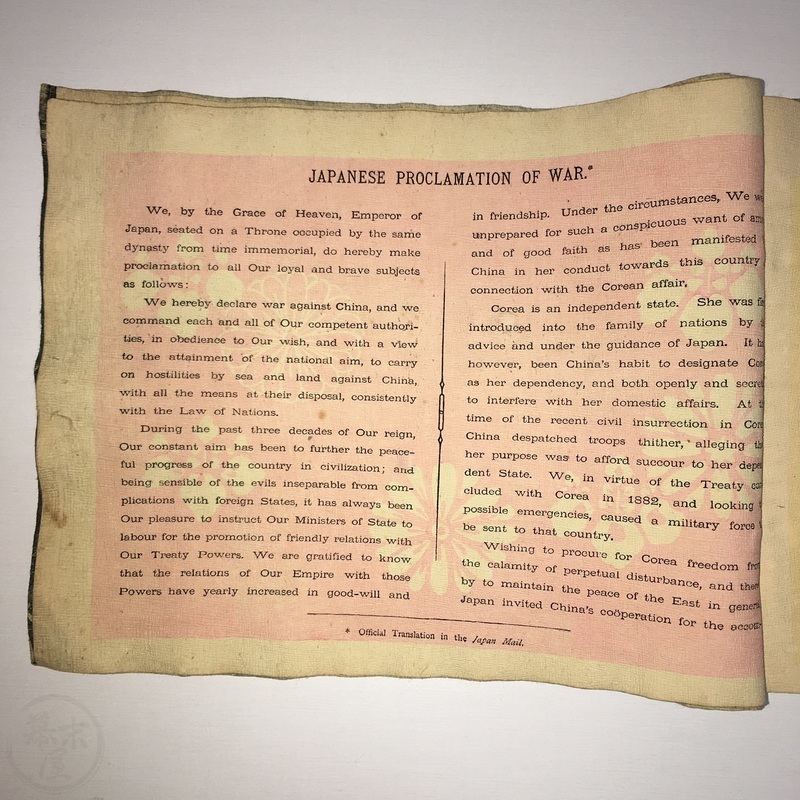 JAPANESE PROCLAMATION OF WAR.*
We, by the Grace of Heaven, Emperor of
Japan, seated on a Throne occupied by the same
dynasty from time immemorial, do hereby make
proclamation to all Our loyal and brave subjects
as follows:
We hereby declare war against China, and we
command each and all of Our competent authori-
ties, in obedience to Our wish, and with a view
to the attainment of the national aim, to carry
on hostilities by sea and land against China,
with all the means at their disposal, consistently
with the Law of Nations.
During the past three decades of Our reign,
Our constant aim has been to further the peace-
ful progress of the country in civilization; and
being sensible of the evils inseparable from com-
plications with foreign States, it has always been
Our pleasure to instruct Our Ministers of State to
labour for the promotion of friendly relations with
Our Treaty Powers. We are gratified to know
that the relations of Our Empire with those
Powers have yearly increased in good-will and
in friendship. Under the circumstances, We
unprepared for such a conspicuous want of
and of good faith as has been manifested
China in her conduct towards this country
connection with the Corean affair.
Corea is an independent state. She was
introduced into the family of nations by
advice and under the guidance of Japan. It
however, been China's habit to designate
as her dependency, and both openly and
to interfere with her domestic affairs. At
time of the recent civil insurrection in
China despatched troops thither, alleging
her purpose was to afford succour to her
dent State. We, in virtue of the Treaty
cluded with Corea in 1882, and looking
possible emergencies, caused a military force
be sent to that country.
Wishing to procure for Corea freedom
the calamity of perpetual disturbance, and
by to maintain the peace of the East in
Japan invited China's coöperation for the
* Official Translation in the Japan Mail.